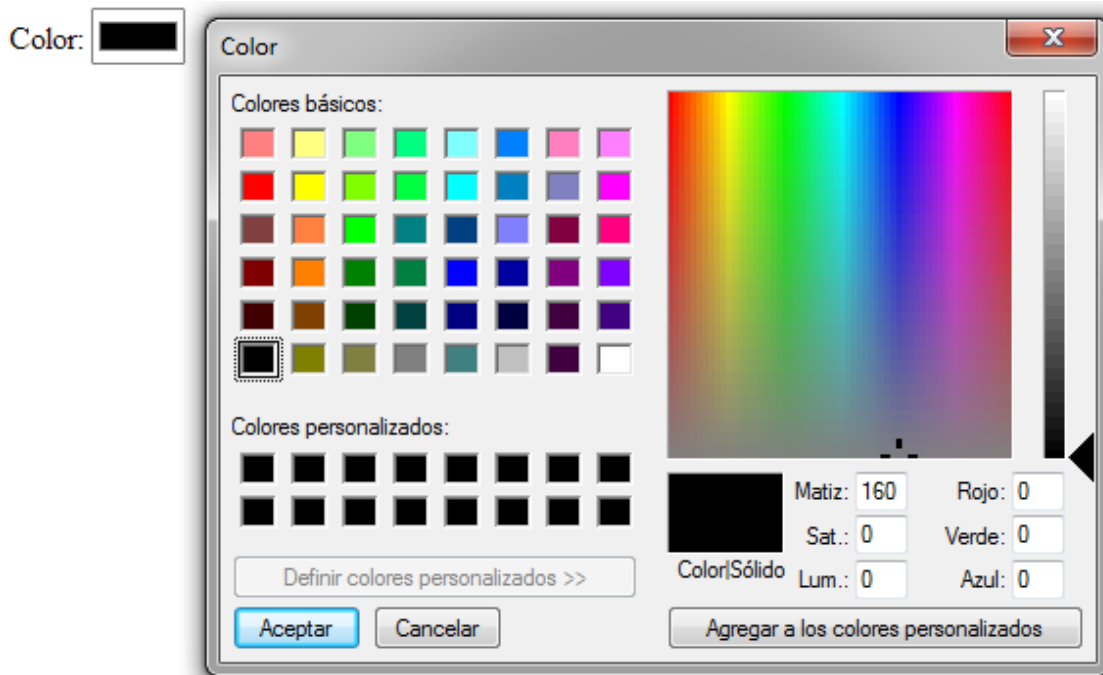 Color:
Color
Colores básicos:
Colores personalizados:
Definir colores personalizados >>
Aceptar Cancelar
Color|Sólido
Matiz: 160 Rojo: 0
Sat.: 0 Verde: 0
Lum.: 0 Azul: 0
Agregar a los colores personalizados